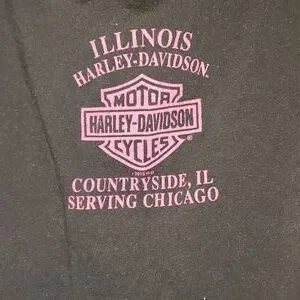 ILLINOIS
HARLEY-DAVIDSON.
MOTOR
HARLEY-DAVIDSON
CYCLES ®
COUNTRYSIDE, IL
SERVING CHICAGO